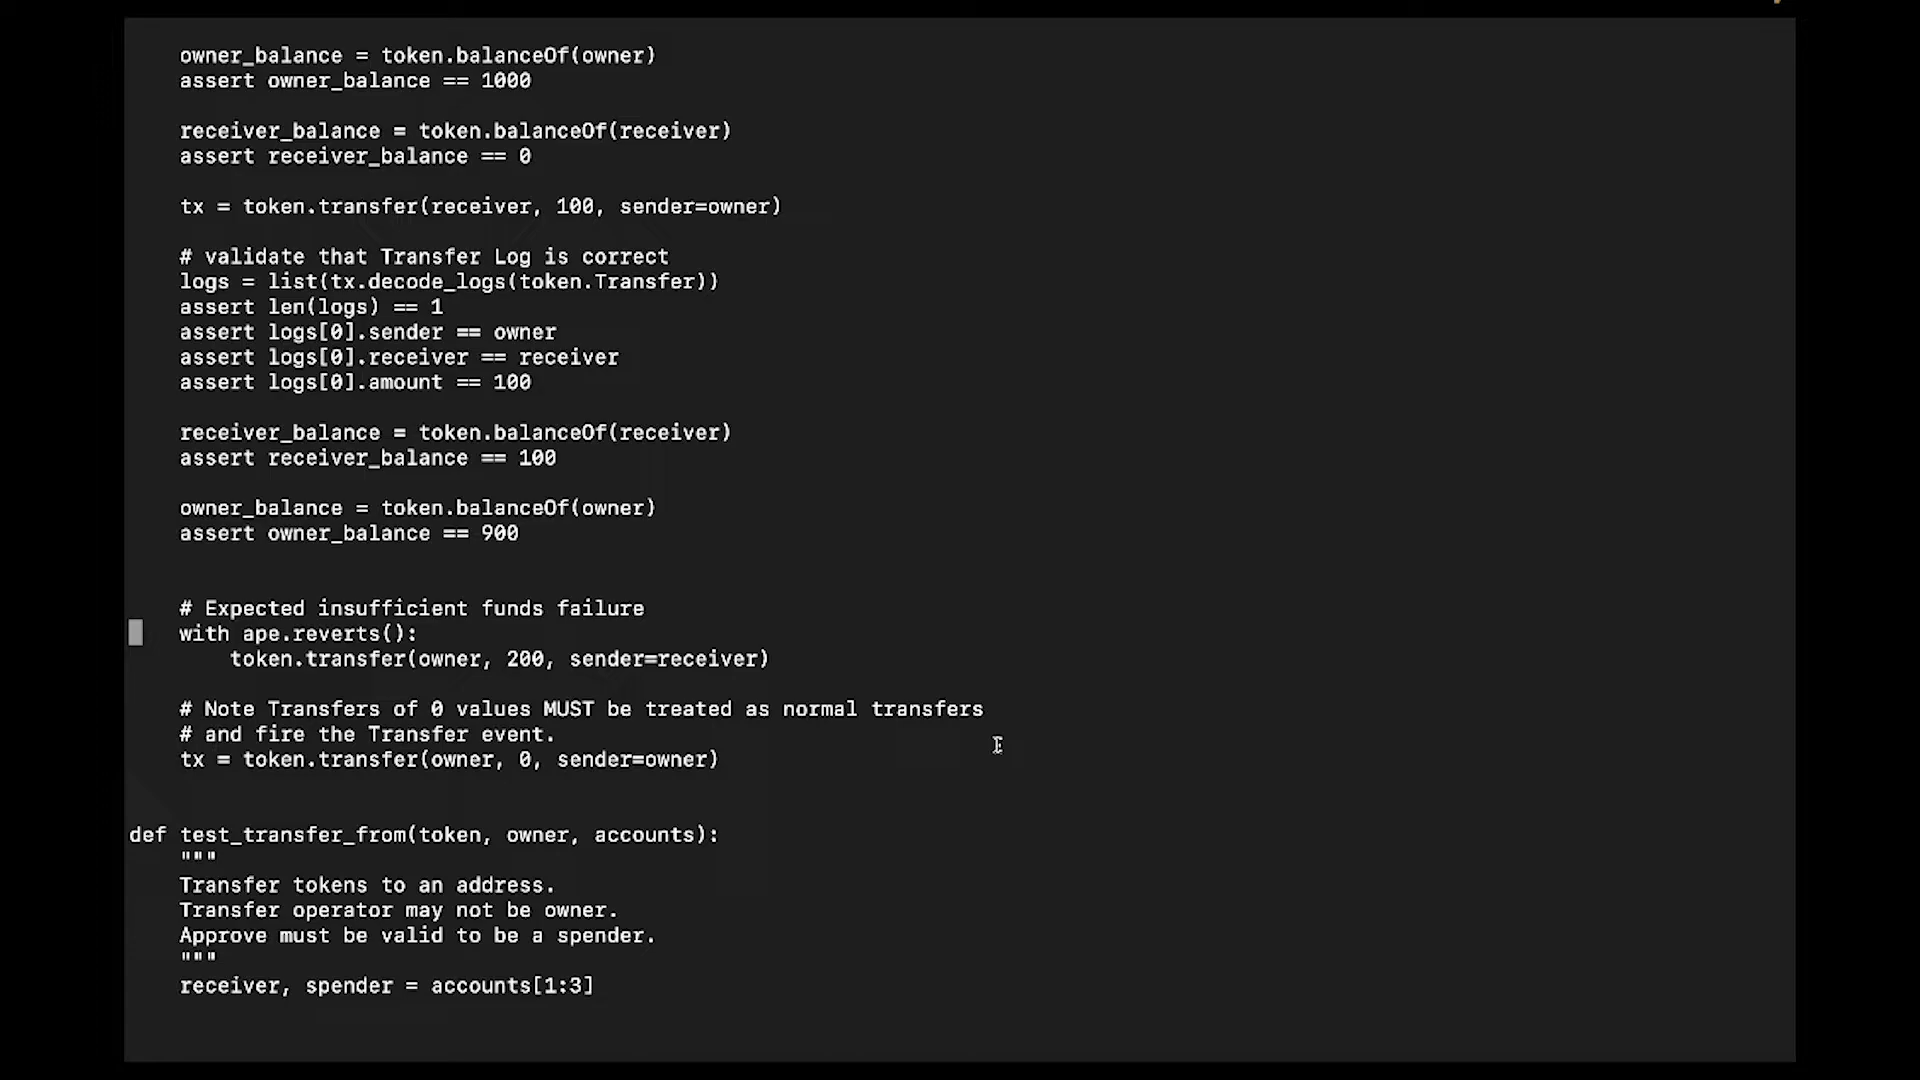 owner_balance = token.balanceOf(owner)
assert owner_balance == 1000
receiver_balance = token.balanceOf(receiver)
assert receiver_balance == 0
tx = token.transfer(receiver, 100, sender=owner)
# validate that Transfer Log is correct
logs = list(tx.decode_logs(token.Transfer))
assert len(logs) == 1
assert logs[0].sender == owner
assert logs[0].receiver == receiver
assert logs[0].amount == 100
receiver_balance = token.balanceOf(receiver)
assert receiver_balance == 100
owner_balance = token.balanceOf(owner)
assert owner_balance == 900
# Expected insufficient funds failure
with ape.reverts():
token.transfer(owner, 200, sender=receiver)
# Note Transfers of 0 values MUST be treated as normal transfers
# and fire the Transfer event.
tx = token.transfer(owner, 0, sender=owner)
def test_transfer_from(token, owner, accounts):
"""
Transfer tokens to an address.
Transfer operator may not be owner.
Approve must be valid to be a spender.
"""
receiver, spender = accounts[1:3]